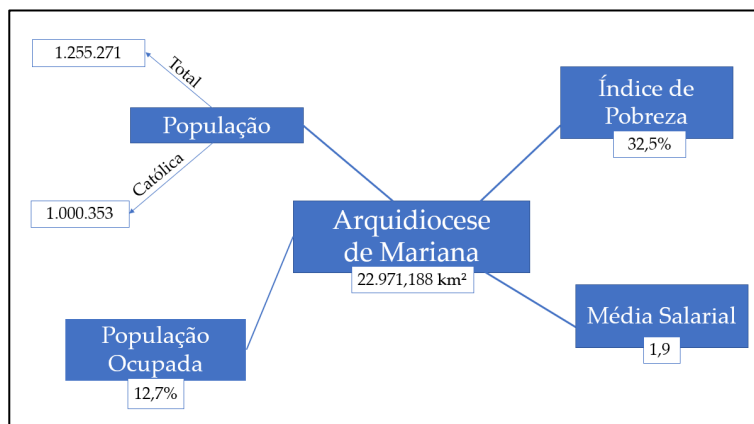 1.255.271
Total
População
Católica
1.000.353
Índice de
Pobreza
32,5%
Arquidiocese
de Mariana
22.971,188 km²
População
Ocupada
12,7%
Média Salarial
1,9